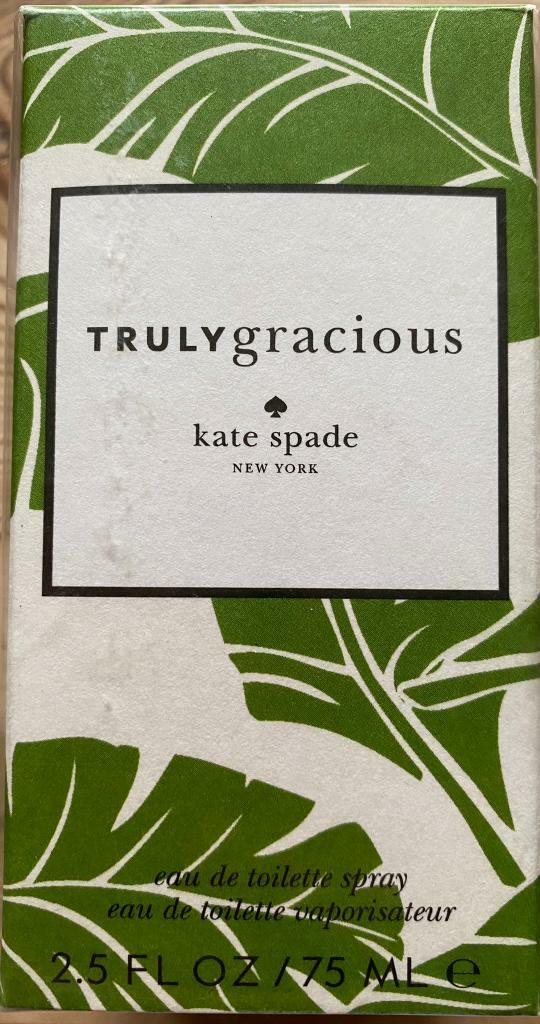 TRULYgracious
kate spade
NEW YORK
eau de toilette spray
eau de toilette vaporisateur
2.5 FL OZ / 75 ML ℮